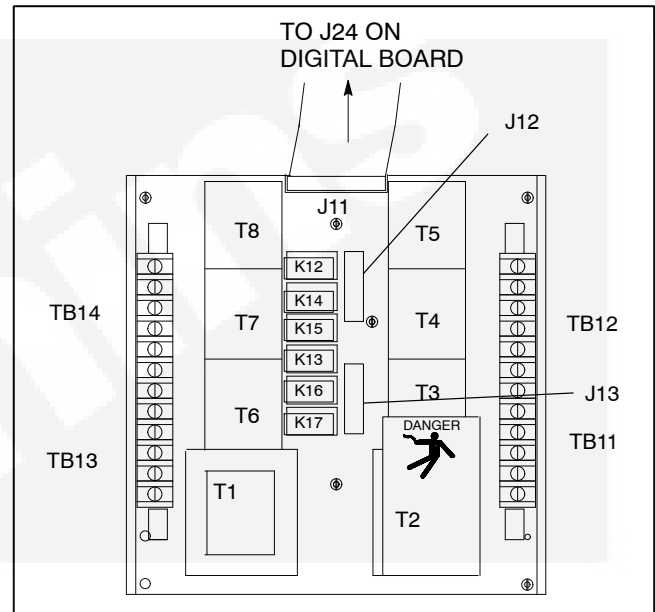 TO J24 ON
DIGITAL BOARD
J12
J11
T8
T5
K12
K14
TB14
T7
K15
T4
TB12
K13
K16
T3
J13
T6
K17
DANGER
TB13
TB11
T1
T2